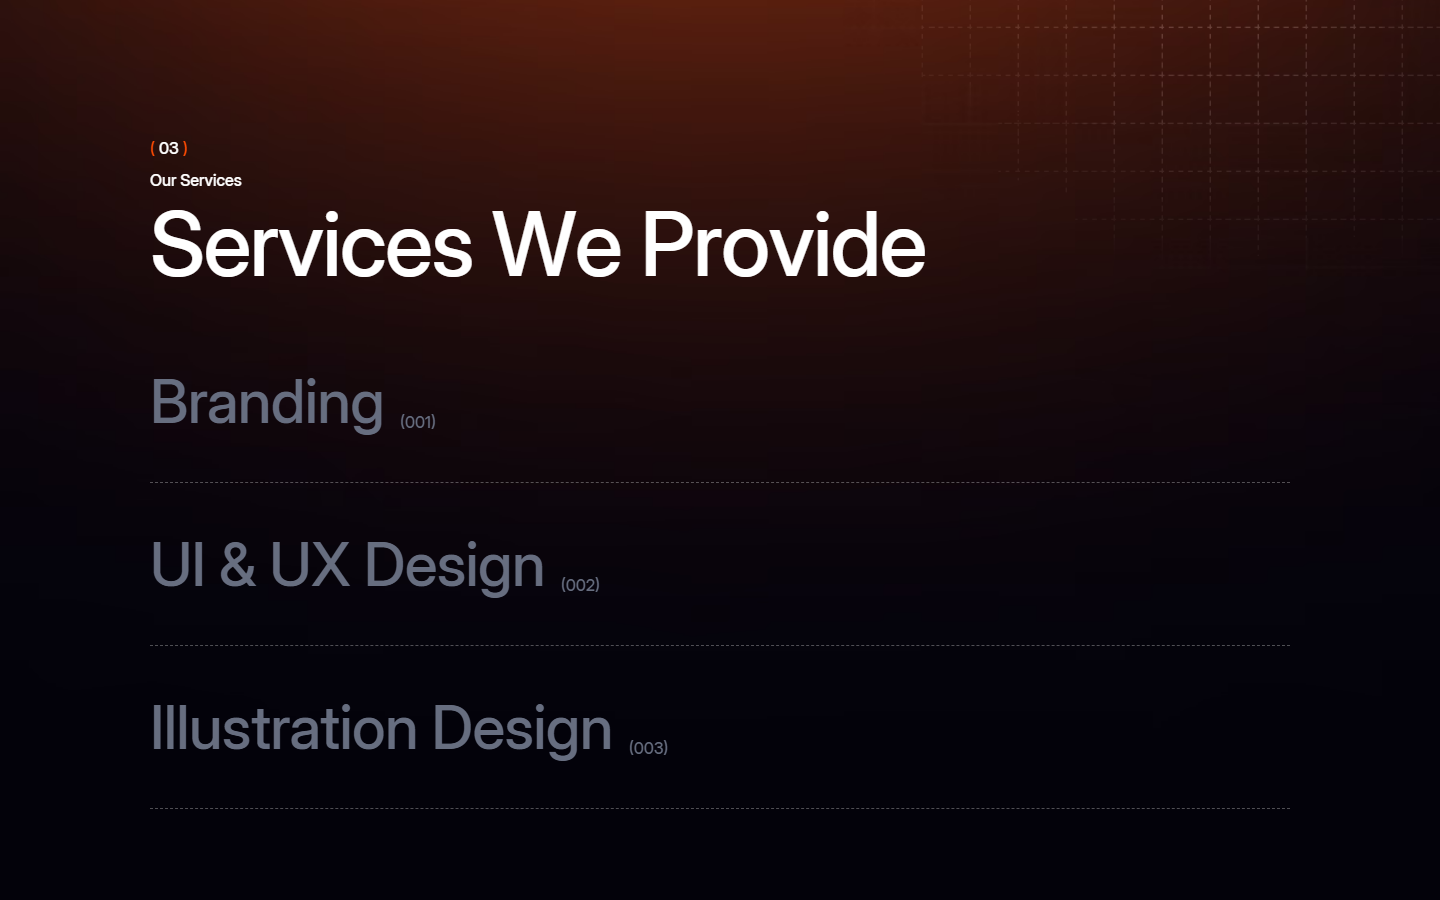 ( 03 )
Our Services
Services We Provide
Branding (001)
UI & UX Design (002)
Illustration Design (003)